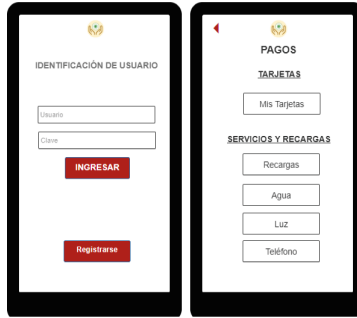 IDENTIFICACIÓN DE USUARIO
Usuario
Clave
INGRESAR
Registrarse
PAGOS
TARJETAS
Mis Tarjetas
SERVICIOS Y RECARGAS
Recargas
Agua
Luz
Teléfono